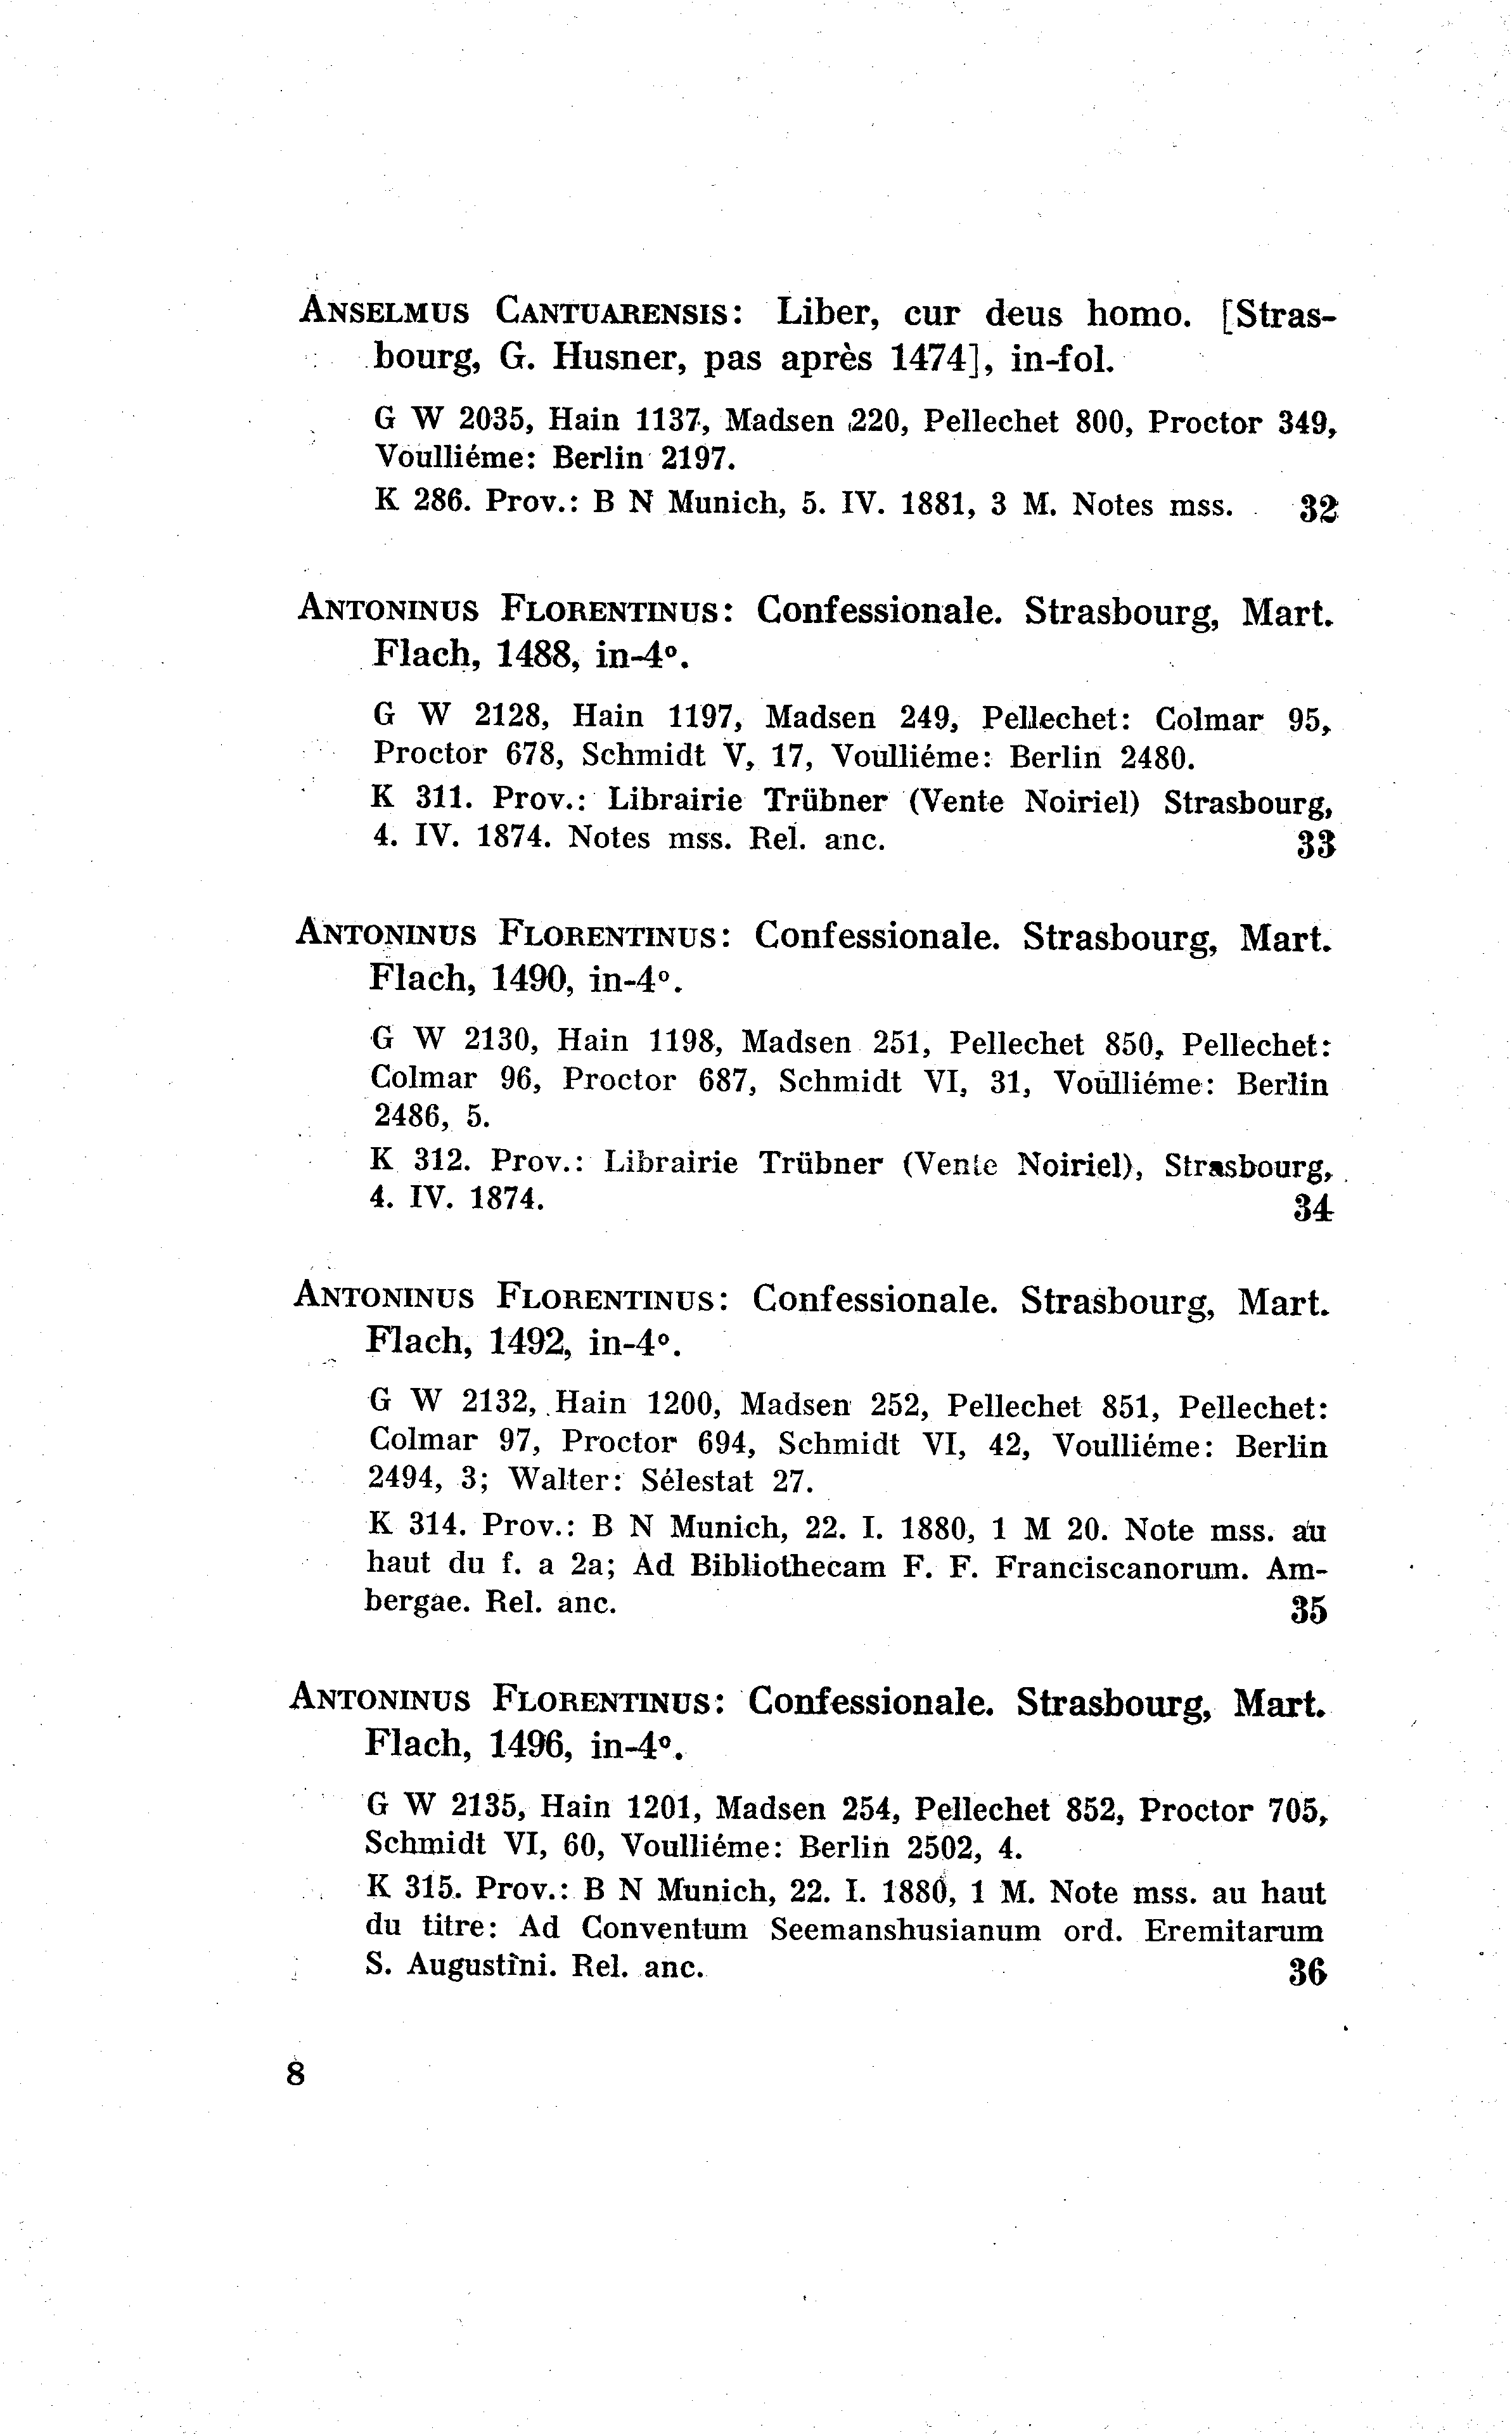 ANSELMUS CANTUARENSIS: Liber, cur deus homo. [Stras-
bourg, G. Husner, pas après 1474], in-fol.
G W 2035, Hain 1137, Madsen 220, Pellechet 800, Proctor 349,
Voulliéme: Berlin 2197.
K 286. Prov.: B N Munich, 5. IV. 1881, 3 M. Notes mss. 32
ANTONINUS FLORENTINUS: Confessionale. Strasbourg, Mart.
Flach, 1488, in-4º.
G W 2128, Hain 1197, Madsen 249, Pellechet: Colmar 95,
Proctor 678, Schmidt V, 17, Voulliéme: Berlin 2480.
K 311. Prov.: Librairie Trübner (Vente Noiriel) Strasbourg,
4. IV. 1874. Notes mss. Rel. anc. 33
ANTONINUS FLORENTINUS: Confessionale. Strasbourg, Mart.
Flach, 1490, in-4º.
G W 2130, Hain 1198, Madsen 251, Pellechet 850, Pellechet:
Colmar 96, Proctor 687, Schmidt VI, 31, Voulliéme: Berlin
2486, 5.
K 312. Prov.: Librairie Trübner (Vente Noiriel), Strasbourg,
4. IV. 1874. 34
ANTONINUS FLORENTINUS: Confessionale. Strasbourg, Mart.
Flach, 1492, in-4º.
G W 2132, Hain 1200, Madsen 252, Pellechet 851, Pellechet:
Colmar 97, Proctor 694, Schmidt VI, 42, Voulliéme: Berlin
2494, 3; Walter: Sélestat 27.
K 314. Prov.: B N Munich, 22. I. 1880, 1 M 20. Note mss. au
haut du f. a 2a; Ad Bibliothecam F. F. Franciscanorum. Am-
bergae. Rel. anc. 35
ANTONINUS FLORENTINUS: Confessionale. Strasbourg, Mart.
Flach, 1496, in-4º.
G W 2135, Hain 1201, Madsen 254, Pellechet 852, Proctor 705,
Schmidt VI, 60, Voulliéme: Berlin 2502, 4.
K 315. Prov.: B N Munich, 22. I. 1880, 1 M. Note mss. au haut
du titre: Ad Conventum Seemanshusianum ord. Eremitarum
S. Augustini. Rel. anc. 36
8